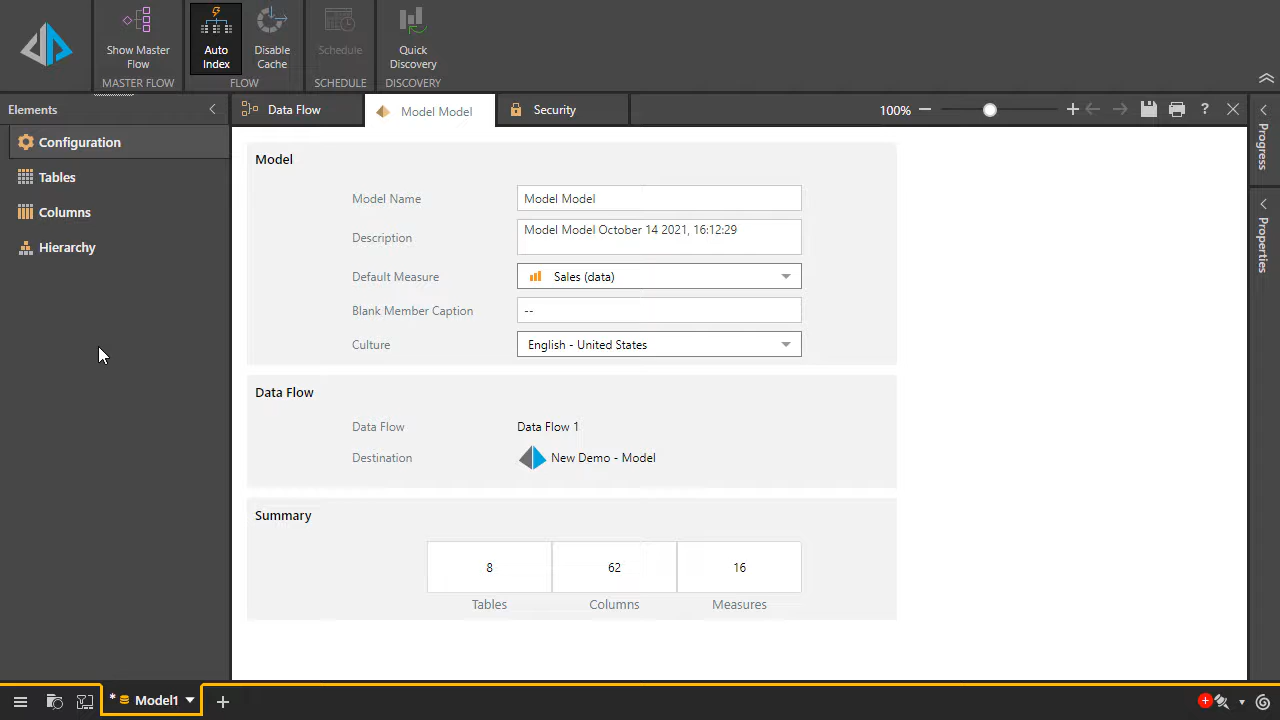 Show Master Flow
Auto Index
Disable Cache
Schedule
Quick Discovery
MASTER FLOW
FLOW
SCHEDULE
DISCOVERY
Elements
Configuration
Tables
Columns
Hierarchy
Data Flow
Model Model
Security
100%
?
Progress
Properties
Model
Model Name
Model Model
Description
Model Model October 14 2021, 16:12:29
Default Measure
Sales (data)
Blank Member Caption
--
Culture
English - United States
Data Flow
Data Flow
Data Flow 1
Destination
New Demo - Model
Summary
8
62
16
Tables
Columns
Measures
* Model1